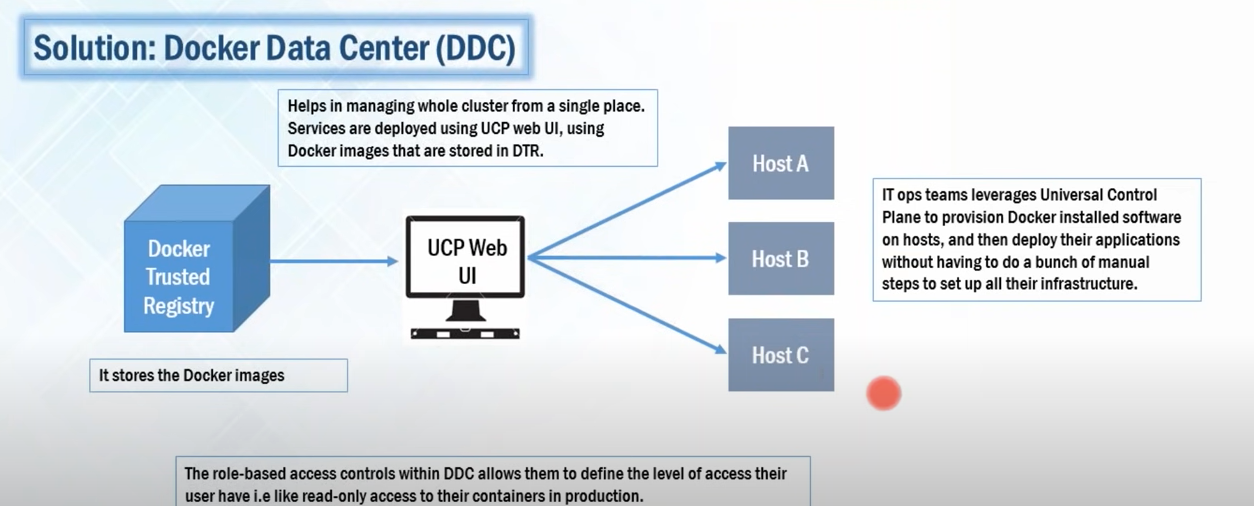 Solution: Docker Data Center (DDC)
Helps in managing whole cluster from a single place.
Services are deployed using UCP web UI, using
Docker images that are stored in DTR.
Docker
Trusted
Registry
UCP Web
UI
Host A
Host B
Host C
IT ops teams leverages Universal Control
Plane to provision Docker installed software
on hosts, and then deploy their applications
without having to do a bunch of manual
steps to set up all their infrastructure.
It stores the Docker images
The role-based access controls within DDC allows them to define the level of access their
user have i.e like read-only access to their containers in production.